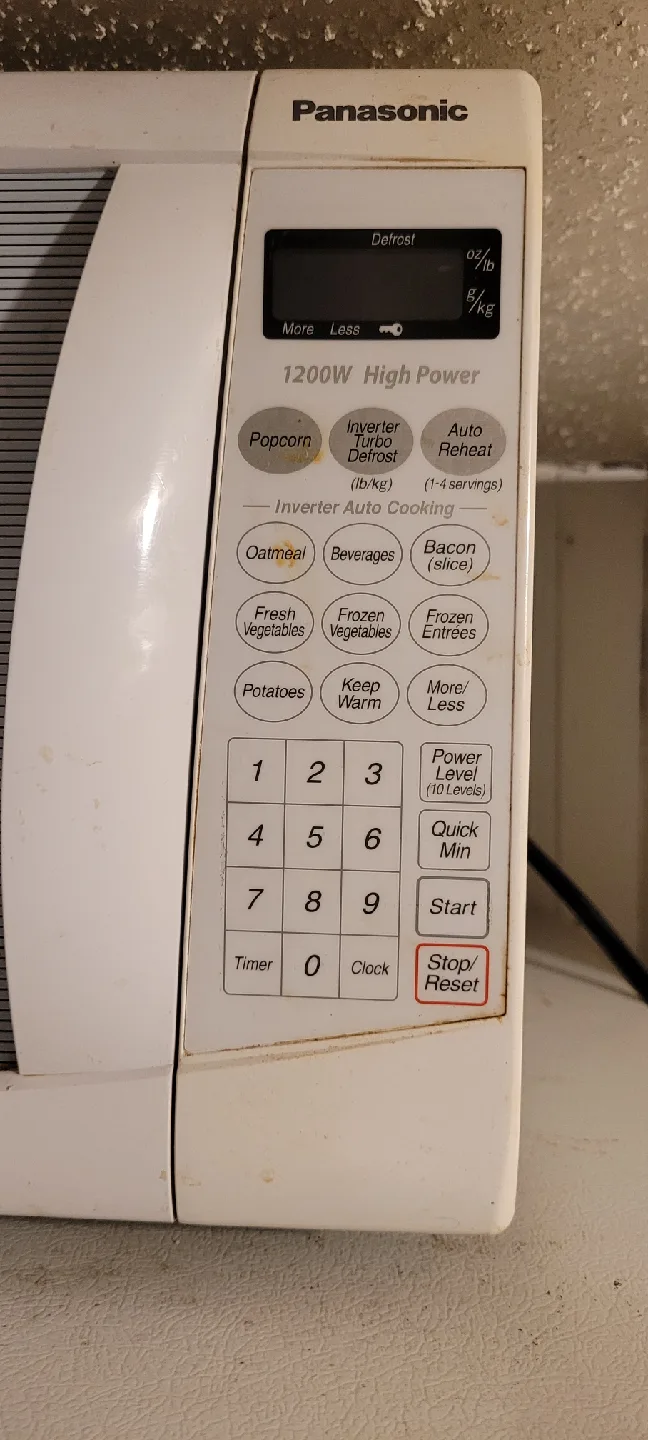 Panasonic
Defrost
oz/lb
g/kg
More Less
1200W High Power
Popcorn
Inverter
Turbo
Defrost
Auto
Reheat
(lb/kg)
(1-4 servings)
Inverter Auto Cooking
Oatmeal
Beverages
Bacon
(slice)
Fresh
Vegetables
Frozen
Vegetables
Frozen
Entrées
Potatoes
Keep
Warm
More/
Less
1 2 3
Power
Level
(10 Levels)
4 5 6
Quick
Min
7 8 9
Start
Timer 0 Clock
Stop/
Reset